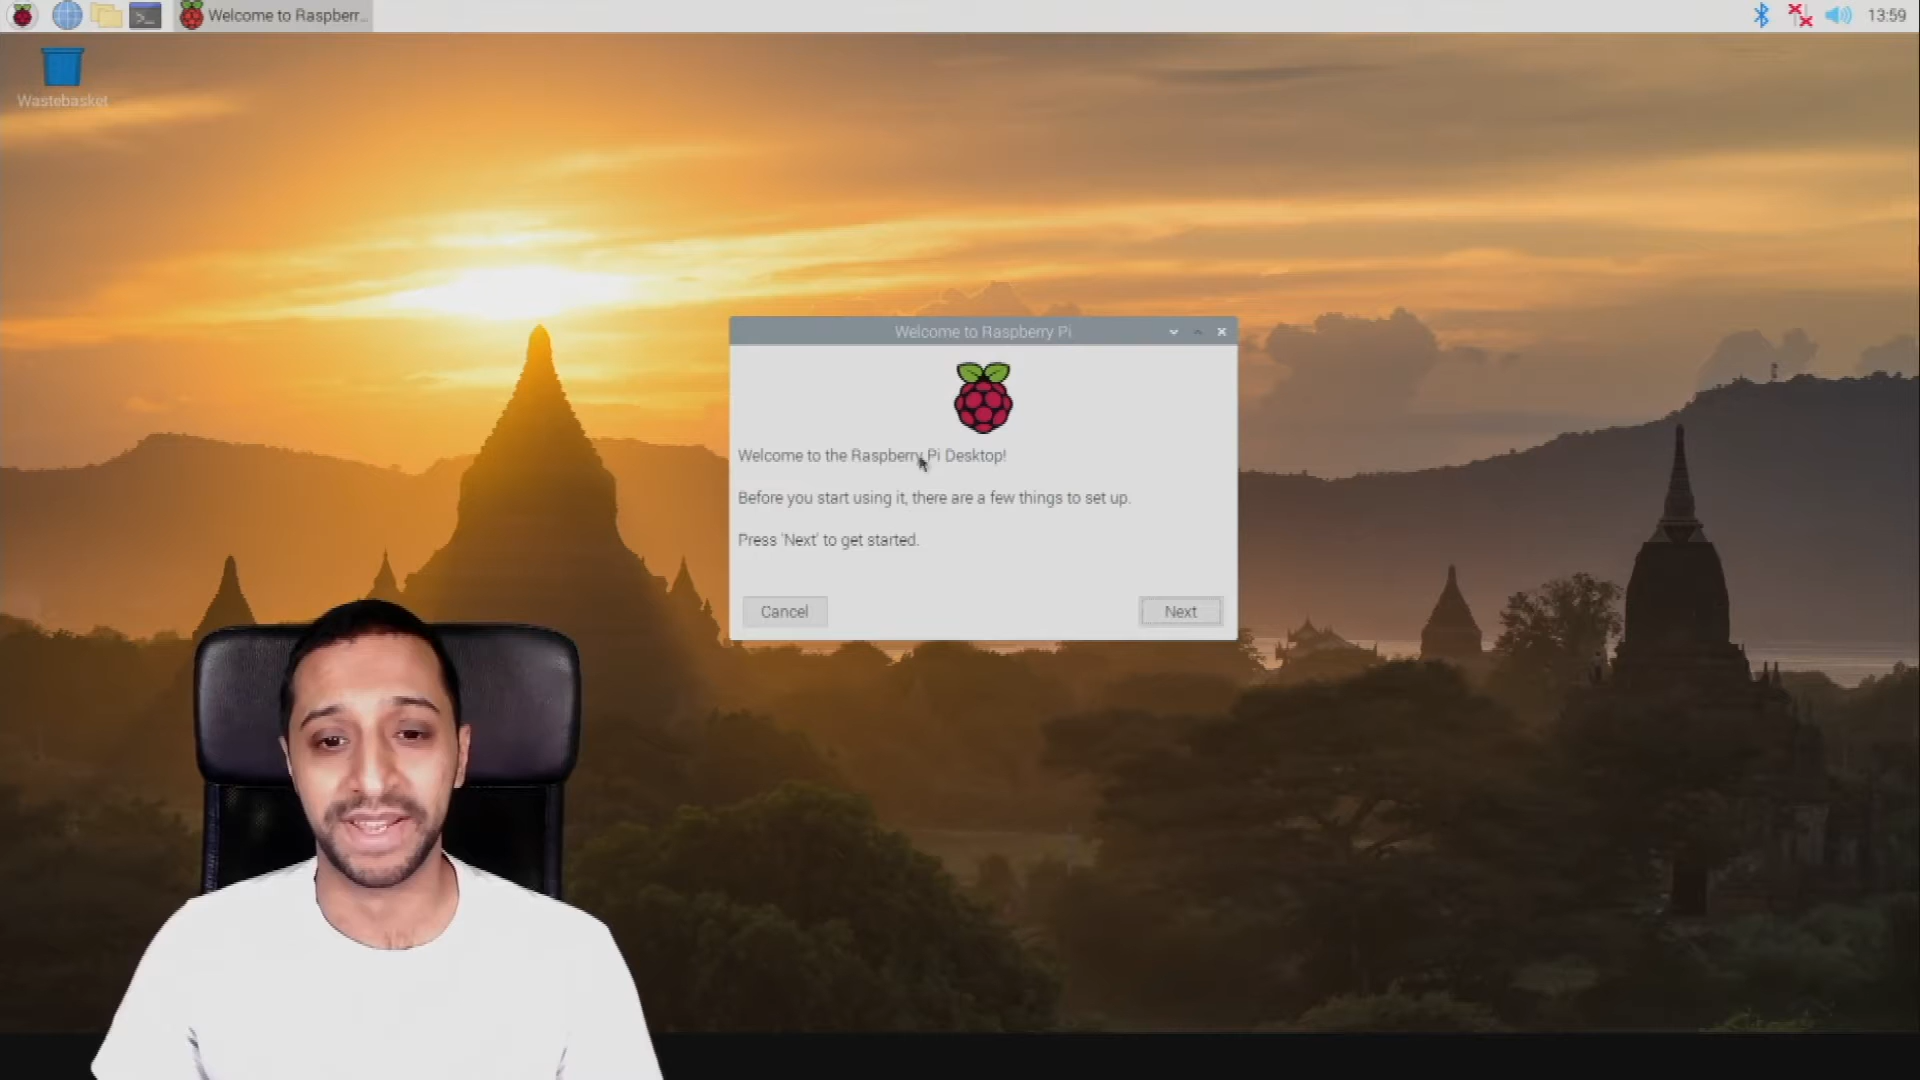 Welcome to Raspberr...
13:59
Wastebasket
Welcome to Raspberry Pi
Welcome to the Raspberry Pi Desktop!
Before you start using it, there are a few things to set up.
Press 'Next' to get started.
Cancel
Next